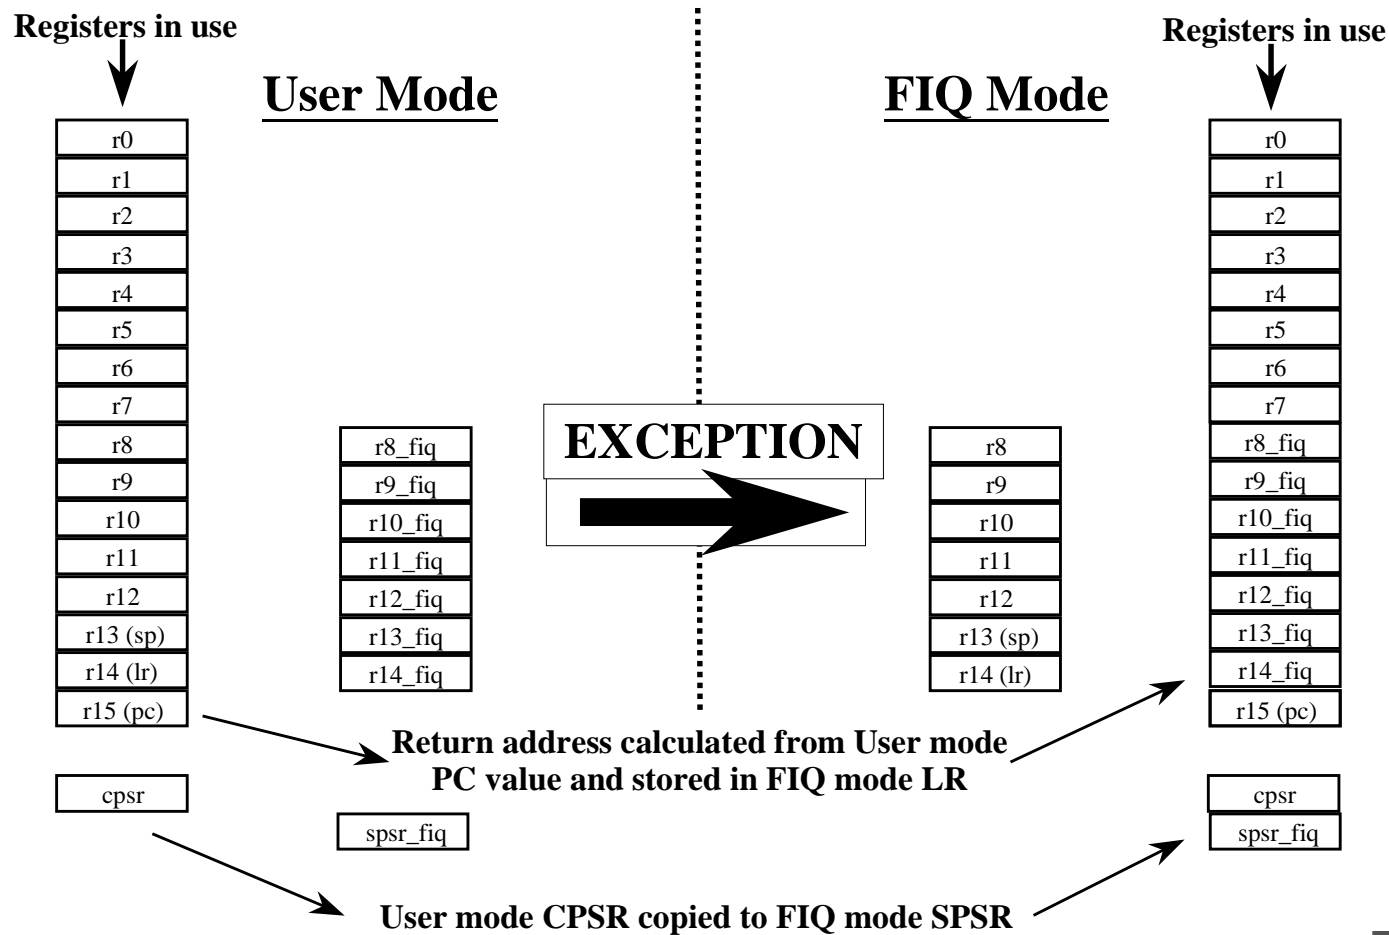 Registers in use
User Mode
r0
r1
r2
r3
r4
r5
r6
r7
r8
r9
r10
r11
r12
r13 (sp)
r14 (lr)
r15 (pc)
cpsr
r8_fiq
r9_fiq
r10_fiq
r11_fiq
r12_fiq
r13_fiq
r14_fiq
spsr_fiq
EXCEPTION
Return address calculated from User mode
PC value and stored in FIQ mode LR
User mode CPSR copied to FIQ mode SPSR
Registers in use
FIQ Mode
r8
r9
r10
r11
r12
r13 (sp)
r14 (lr)
r0
r1
r2
r3
r4
r5
r6
r7
r8_fiq
r9_fiq
r10_fiq
r11_fiq
r12_fiq
r13_fiq
r14_fiq
r15 (pc)
cpsr
spsr_fiq